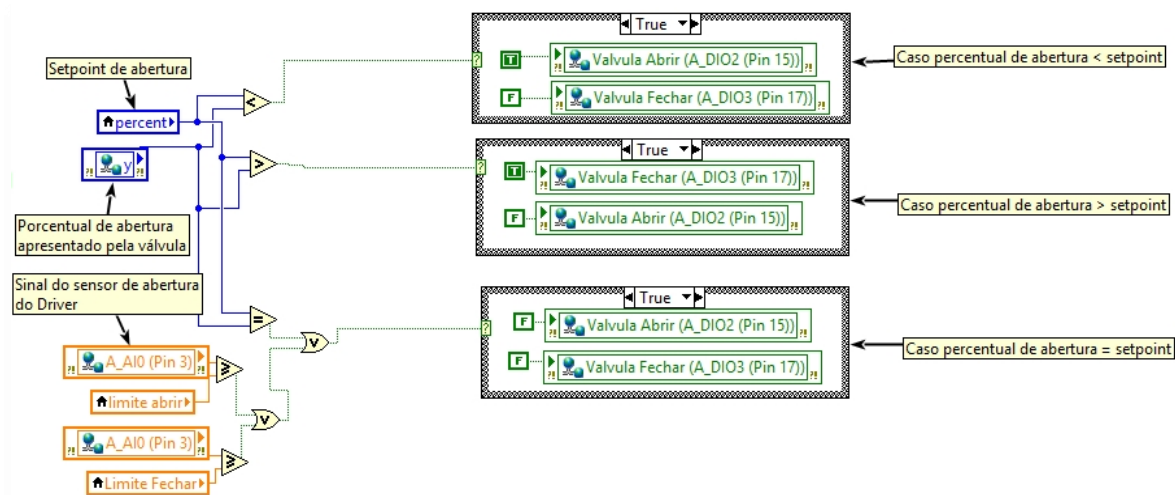 True
Valvula Abrir (A_DIO2 (Pin 15))
Valvula Fechar (A_DIO3 (Pin 17))
Caso percentual de abertura < setpoint
Setpoint de abertura
percent
y
Porcentual de abertura
apresentado pela válvula
True
Valvula Fechar (A_DIO3 (Pin 17))
Valvula Abrir (A_DIO2 (Pin 15))
Caso percentual de abertura > setpoint
Sinal do sensor de abertura
do Driver
True
Valvula Abrir (A_DIO2 (Pin 15))
Valvula Fechar (A_DIO3 (Pin 17))
Caso percentual de abertura = setpoint
A_AI0 (Pin 3)
limite abrir
A_AI0 (Pin 3)
Limite Fechar
T
F
T
F
F
F